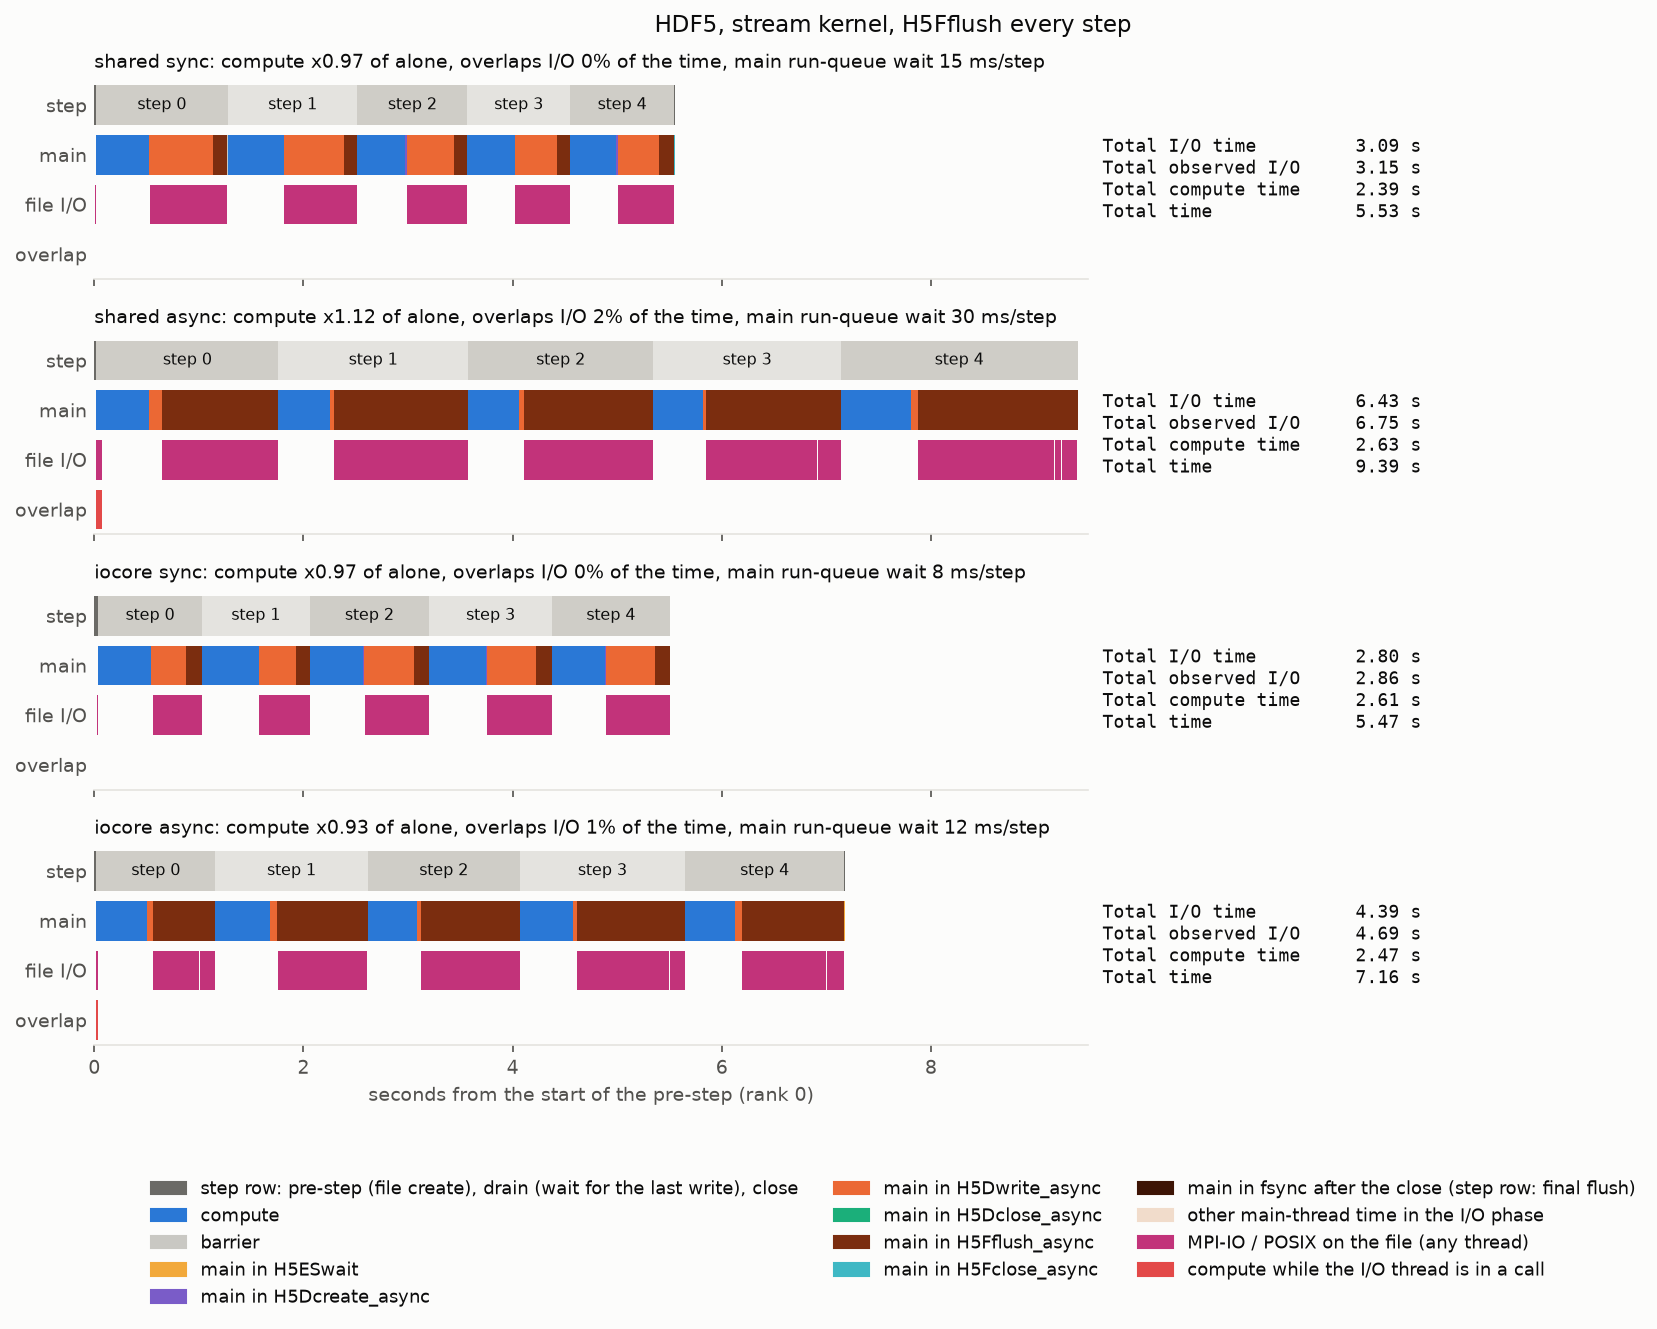 HDF5, stream kernel, H5Fflush every step
shared sync: compute x0.97 of alone, overlaps I/O 0% of the time, main run-queue wait 15 ms/step
step
step 0
step 1
step 2
step 3
step 4
main
file I/O
overlap
Total I/O time 3.09 s
Total observed I/O 3.15 s
Total compute time 2.39 s
Total time 5.53 s
shared async: compute x1.12 of alone, overlaps I/O 2% of the time, main run-queue wait 30 ms/step
step
step 0
step 1
step 2
step 3
step 4
main
file I/O
overlap
Total I/O time 6.43 s
Total observed I/O 6.75 s
Total compute time 2.63 s
Total time 9.39 s
iocore sync: compute x0.97 of alone, overlaps I/O 0% of the time, main run-queue wait 8 ms/step
step
step 0
step 1
step 2
step 3
step 4
main
file I/O
overlap
Total I/O time 2.80 s
Total observed I/O 2.86 s
Total compute time 2.61 s
Total time 5.47 s
iocore async: compute x0.93 of alone, overlaps I/O 1% of the time, main run-queue wait 12 ms/step
step
step 0
step 1
step 2
step 3
step 4
main
file I/O
overlap
Total I/O time 4.39 s
Total observed I/O 4.69 s
Total compute time 2.47 s
Total time 7.16 s
0 2 4 6 8
seconds from the start of the pre-step (rank 0)
step row: pre-step (file create), drain (wait for the last write), close
compute
barrier
main in H5ESwait
main in H5Dcreate_async
main in H5Dwrite_async
main in H5Dclose_async
main in H5Fflush_async
main in H5Fclose_async
main in fsync after the close (step row: final flush)
other main-thread time in the I/O phase
MPI-IO / POSIX on the file (any thread)
compute while the I/O thread is in a call